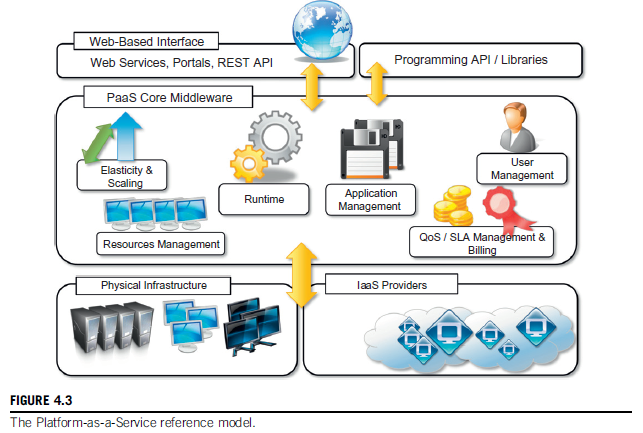 Web-Based Interface
Web Services, Portals, REST API
Programming API / Libraries
PaaS Core Middleware
Elasticity &
Scaling
Runtime
Application
Management
User
Management
Resources Management
QoS / SLA Management &
Billing
Physical Infrastructure
IaaS Providers
FIGURE 4.3
The Platform-as-a-Service reference model.